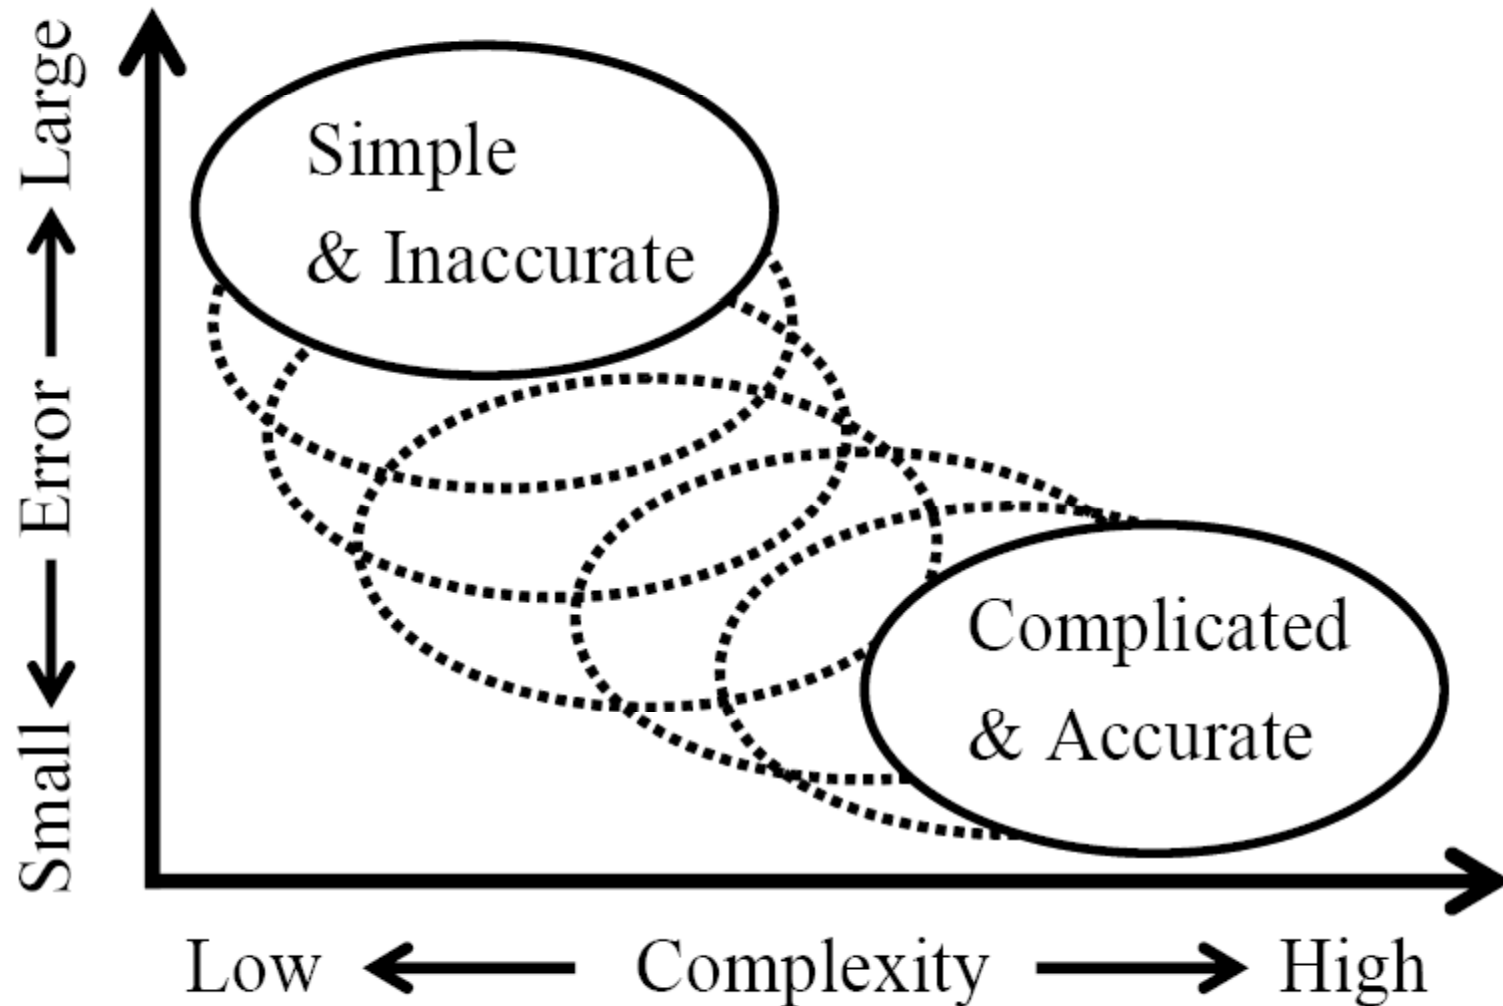 Large
Error
Small
Simple
& Inaccurate
Complicated
& Accurate
Low
Complexity
High